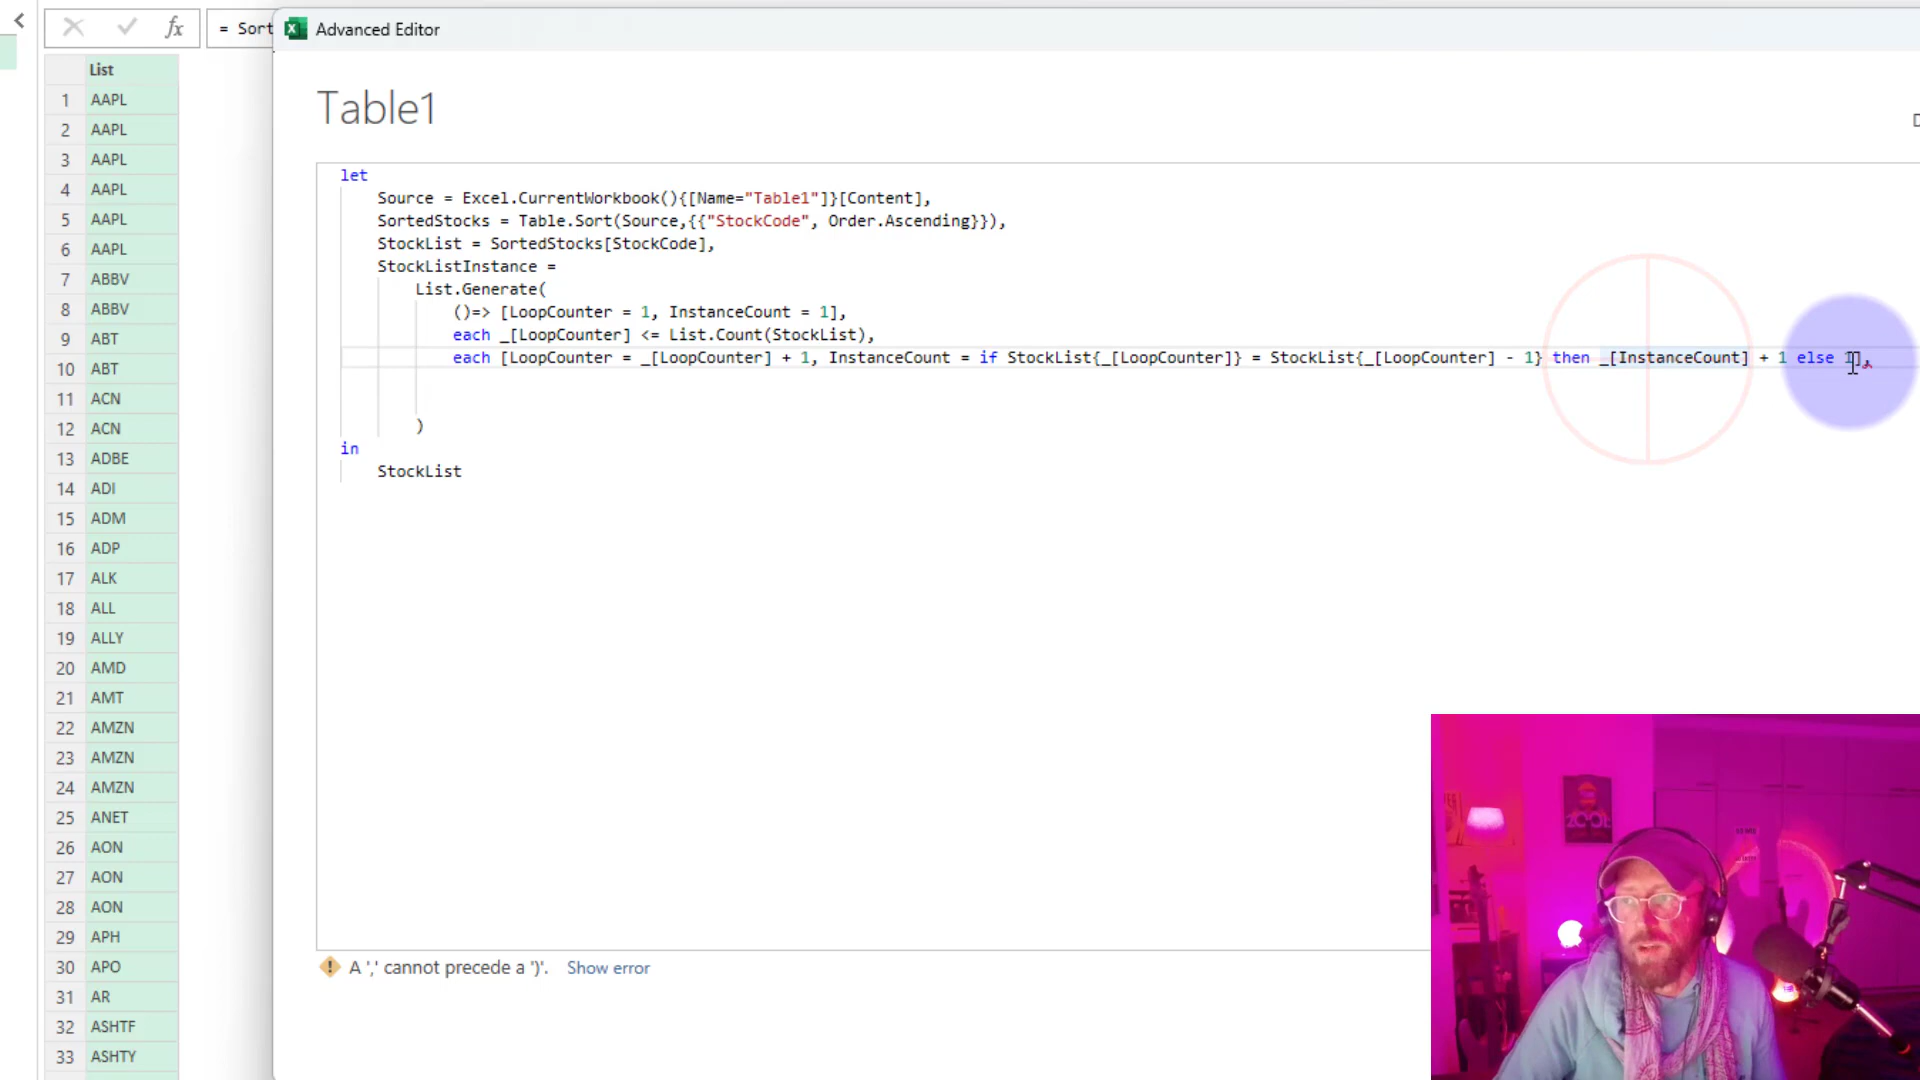 = Sort
Advanced Editor
List
1 AAPL
2 AAPL
3 AAPL
4 AAPL
5 AAPL
6 AAPL
7 ABBV
8 ABBV
9 ABT
10 ABT
11 ACN
12 ACN
13 ADBE
14 ADI
15 ADM
16 ADP
17 ALK
18 ALL
19 ALLY
20 AMD
21 AMT
22 AMZN
23 AMZN
24 AMZN
25 ANET
26 AON
27 AON
28 AON
29 APH
30 APO
31 AR
32 ASHTF
33 ASHTY
Table1
let
Source = Excel.CurrentWorkbook(){[Name="Table1"]}[Content],
SortedStocks = Table.Sort(Source,{{"StockCode", Order.Ascending}}),
StockList = SortedStocks[StockCode],
StockListInstance =
List.Generate(
()=> [LoopCounter = 1, InstanceCount = 1],
each _[LoopCounter] <= List.Count(StockList),
each [LoopCounter = _[LoopCounter] + 1, InstanceCount = if StockList{_[LoopCounter]} = StockList{_[LoopCounter] - 1} then _[InstanceCount] + 1 else 1],
)
in
StockList
A ',' cannot precede a ')'. Show error